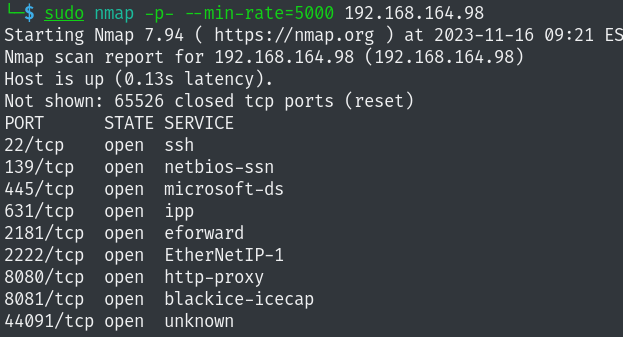 └─$ sudo nmap -p- --min-rate=5000 192.168.164.98
Starting Nmap 7.94 ( https://nmap.org ) at 2023-11-16 09:21 ES
Nmap scan report for 192.168.164.98 (192.168.164.98)
Host is up (0.13s latency).
Not shown: 65526 closed tcp ports (reset)
PORT      STATE SERVICE
22/tcp    open  ssh
139/tcp   open  netbios-ssn
445/tcp   open  microsoft-ds
631/tcp   open  ipp
2181/tcp  open  eforward
2222/tcp  open  EtherNetIP-1
8080/tcp  open  http-proxy
8081/tcp  open  blackice-icecap
44091/tcp open  unknown